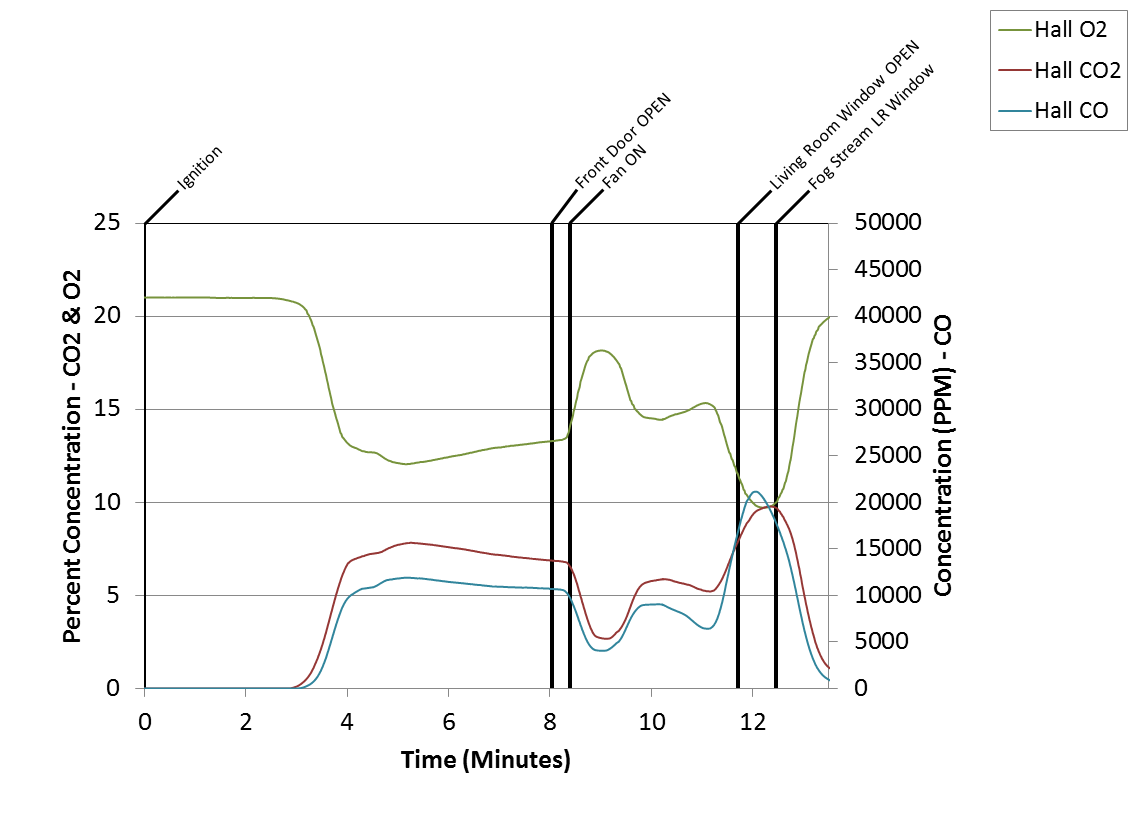 Hall O2
Hall CO2
Hall CO
Ignition
Front Door OPEN
Fan ON
Living Room Window OPEN
Fog Stream LR Window
Percent Concentration - CO2 & O2
25
20
15
10
5
0
50000
45000
40000
35000
30000
25000
20000
15000
10000
5000
0
Concentration (PPM) - CO
0 2 4 6 8 10 12
Time (Minutes)